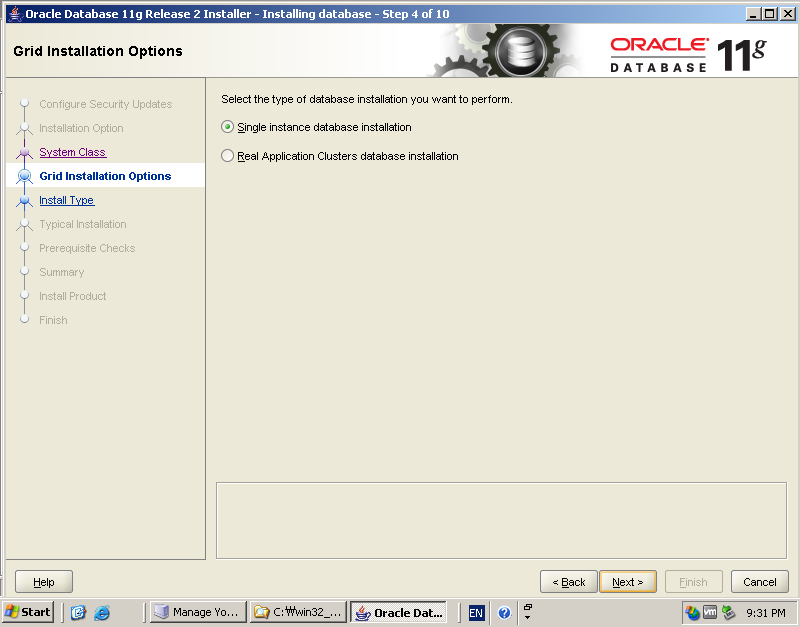 Oracle Database 11g Release 2 Installer - Installing database - Step 4 of 10
Grid Installation Options
ORACLE
DATABASE
11g
Configure Security Updates
Installation Option
System Class
Grid Installation Options
Install Type
Typical Installation
Prerequisite Checks
Summary
Install Product
Finish
Select the type of database installation you want to perform.
Single instance database installation
Real Application Clusters database installation
Help
< Back
Next >
Finish
Cancel
Start
Manage Yo...
C:₩win32_...
Oracle Dat...
EN
?
vm
9:31 PM